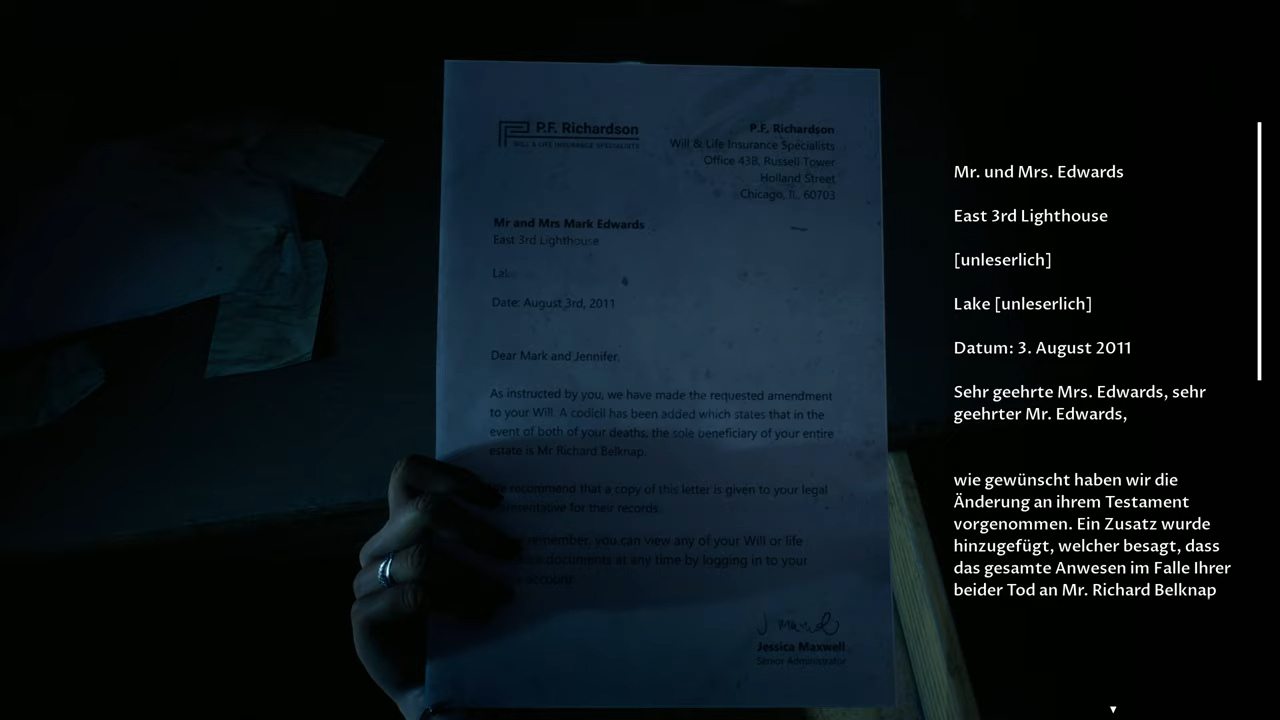 P.F. Richardson
WILL & LIFE INSURANCE SPECIALISTS
P.F. Richardson
Will & Life Insurance Specialists
Office 43B, Russell Tower
Holland Street
Chicago, IL, 60703
Mr and Mrs Mark Edwards
East 3rd Lighthouse
Date: August 3rd, 2011
Dear Mark and Jennifer,
As instructed by you, we have made the requested amendment
to your Will. A codicil has been added which states that in the
event of both of your deaths, the sole beneficiary of your entire
estate is Mr Richard Belknap.
recommend that a copy of this letter is given to your legal
for their records.
remember, you can view any of your Will or life
documents at any time by logging in to your
account.
Jessica Maxwell
Senior Administrator
Mr. und Mrs. Edwards
East 3rd Lighthouse
[unleserlich]
Lake [unleserlich]
Datum: 3. August 2011
Sehr geehrte Mrs. Edwards, sehr
geehrter Mr. Edwards,
wie gewünscht haben wir die
Änderung an ihrem Testament
vorgenommen. Ein Zusatz wurde
hinzugefügt, welcher besagt, dass
das gesamte Anwesen im Falle Ihrer
beider Tod an Mr. Richard Belknap